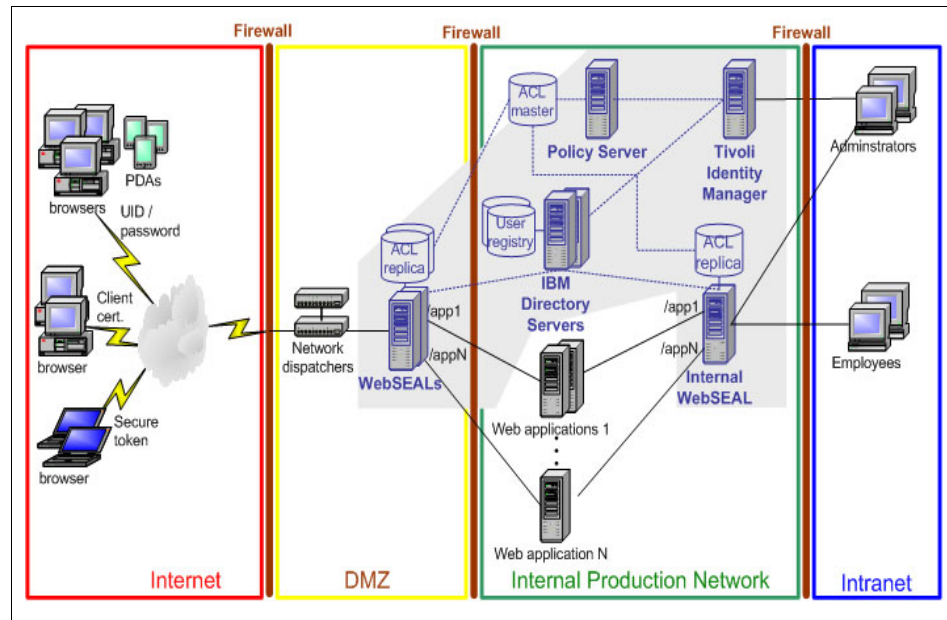 Firewall
Firewall
Firewall
PDAs
browsers
UID /
password
Client
cert.
browser
Secure
token
browser
Internet
Network
dispatchers
ACL
replica
WebSEALs
/app1
/appN
DMZ
ACL
master
Policy Server
Tivoli
Identity
Manager
User
registry
IBM
Directory
Servers
ACL
replica
/app1
/appN
Internal
WebSEAL
Web applications 1
Web application N
Internal Production Network
Adminstrators
Employees
Intranet